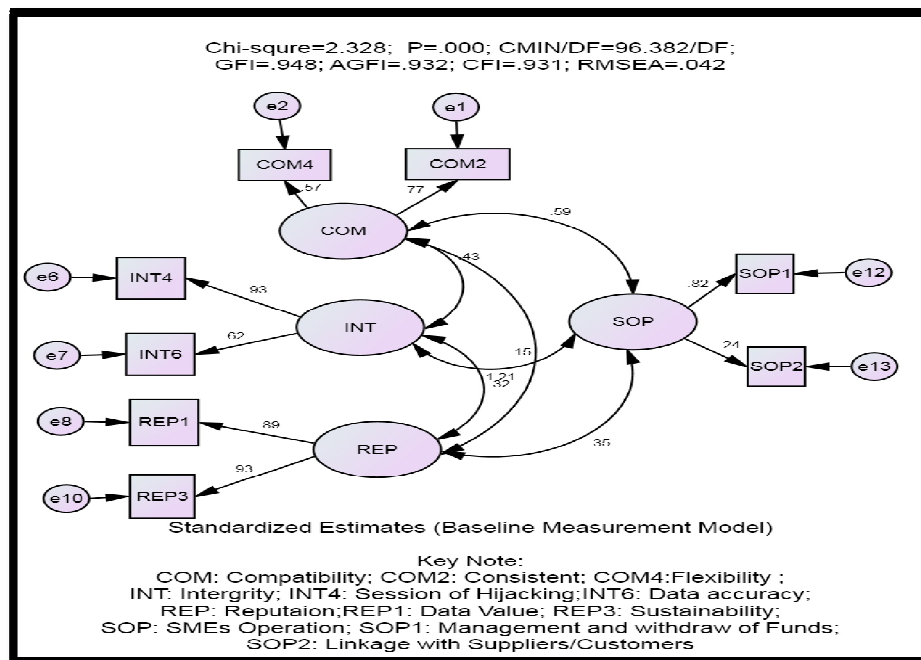 Chi-squre=2.328; P=.000; CMIN/DF=96.382/DF;
GFI=.948; AGFI=.932; CFI=.931; RMSEA=.042
e2
e1
COM4
COM2
.57
77
COM
.59
.43
e6
INT4
93
SOP1
e12
.82
INT
SOP
e7
INT6
62
15
24
SOP2
e13
1.21
32
e8
REP1
89
REP
35
93
e10
REP3
Standardized Estimates (Baseline Measurement Model)
Key Note:
COM: Compatibility; COM2: Consistent; COM4:Flexibility ;
INT: Intergrity; INT4: Session of Hijacking;INT6: Data accuracy;
REP: Reputaion;REP1: Data Value; REP3: Sustainability;
SOP: SMEs Operation; SOP1: Management and withdraw of Funds;
SOP2: Linkage with Suppliers/Customers